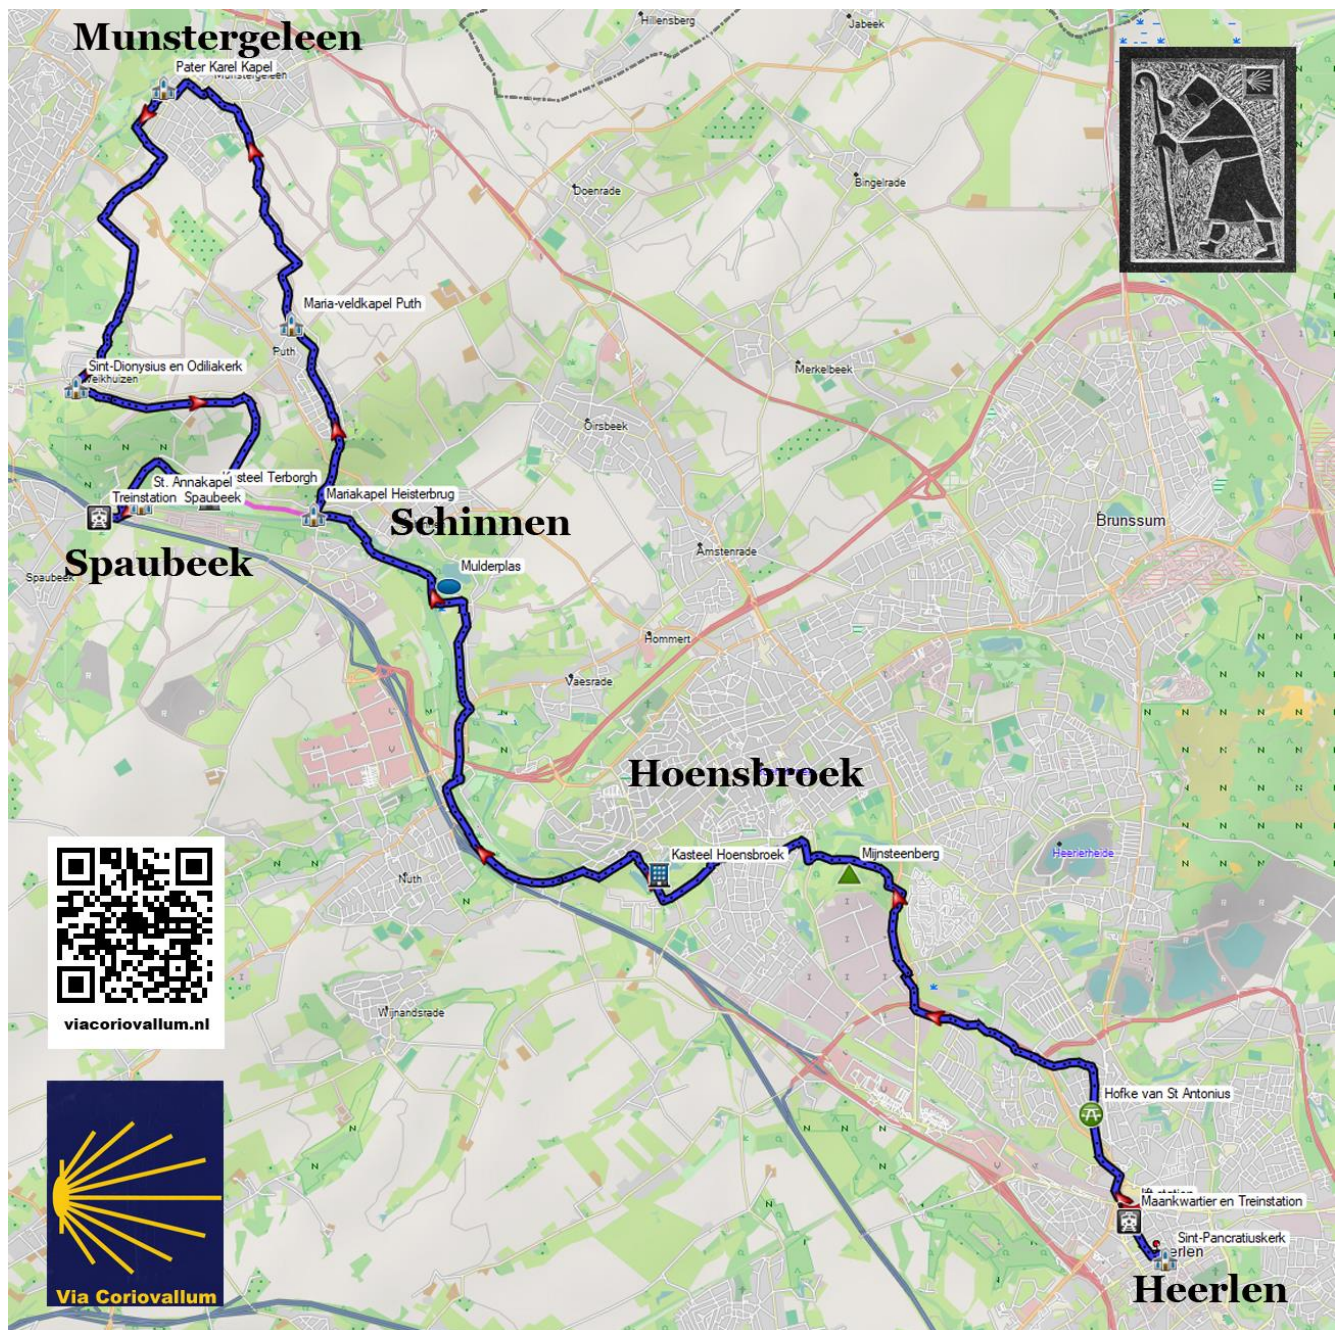 Hillensberg
Jabeek
Munstergeleen
Pater Karel Kapel
Munstergeleen
Doenrade
Bingelrade
Maria-veldkapel Puth
Puth
Sint-Dionysius en Odiliakerk
Merkelbeek
Oirsbeek
St. Annakapel
steel Terborgh
Treinstation Spaubeek
Mariakapel Heisterbrug
Schinnen
Brunssum
Amstenrade
Spaubeek
Spaubeek
Mulderplas
Hommert
Vaesrade
Hoensbroek
Kasteel Hoensbroek
Mijnsteenberg
Heerlerheide
Nuth
viacoriovallum.nl
Wijnandsrade
Hofke van St Antonius
Maankwartier en Treinstation
Sint-Pancratiuskerk
erlen
Heerlen
Via Coriovallum